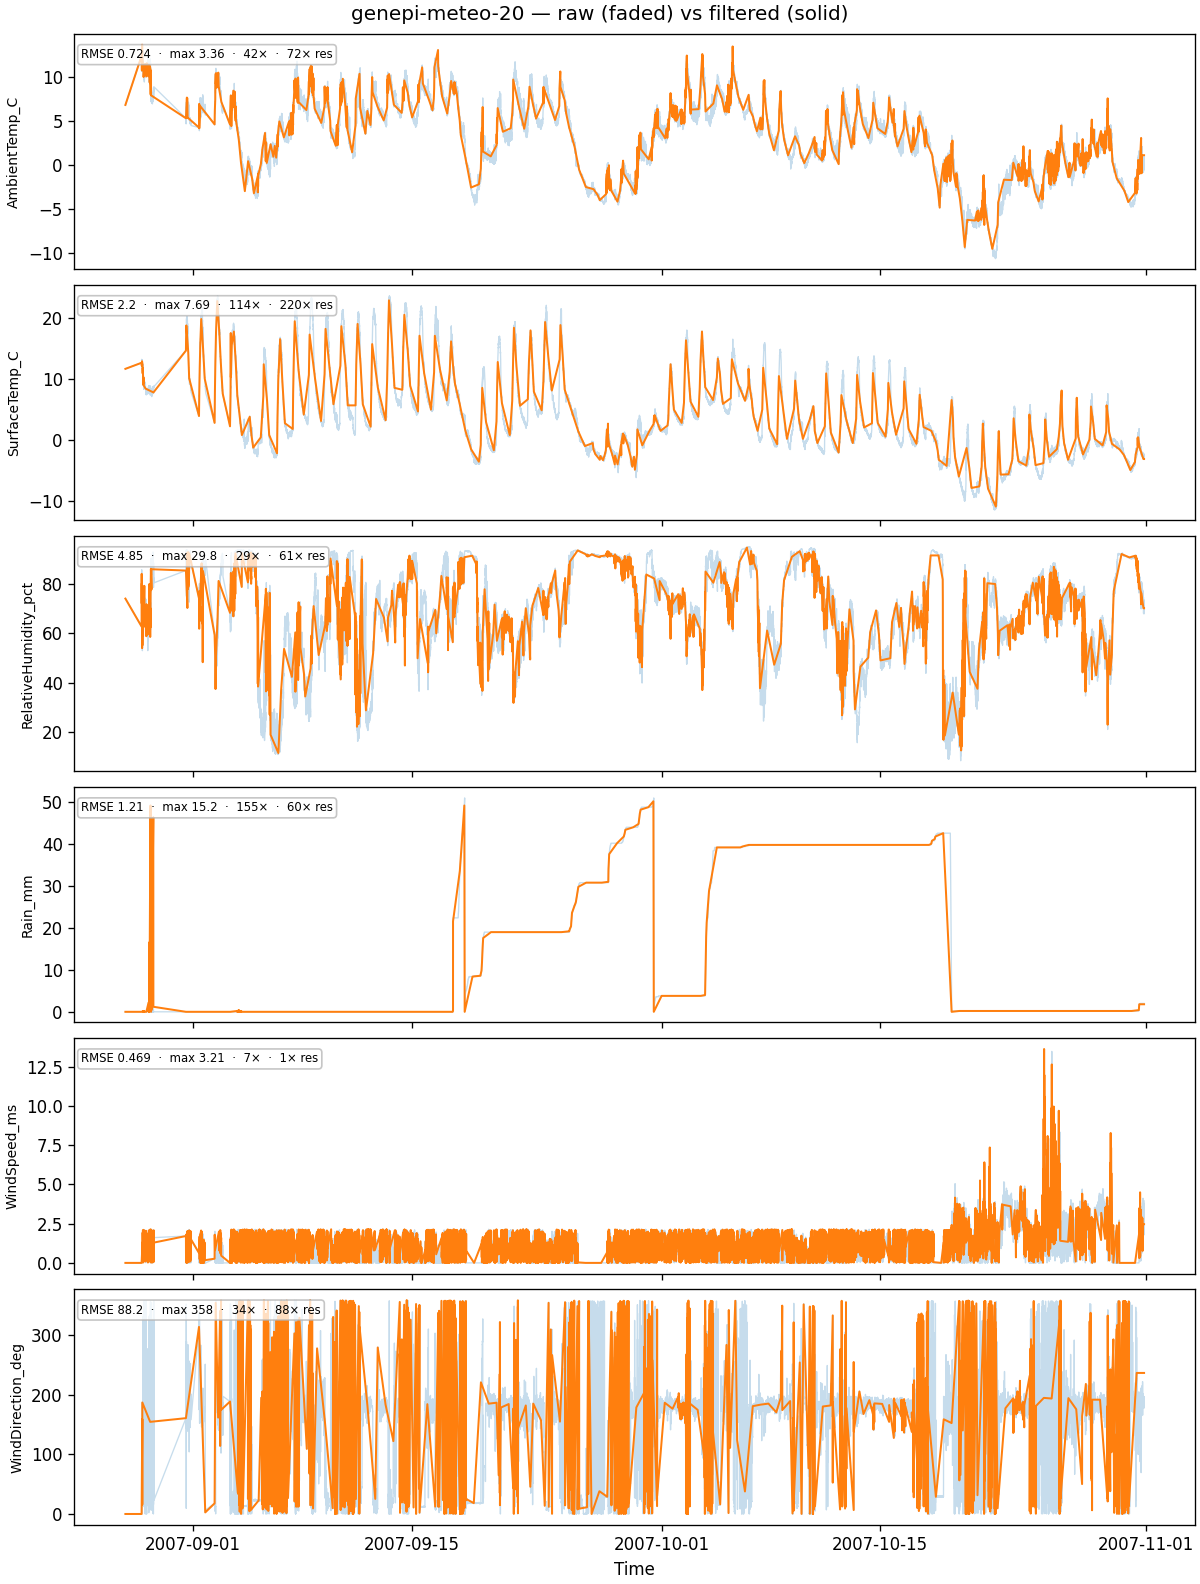 genepi-meteo-20 — raw (faded) vs filtered (solid)
RMSE 0.724 · max 3.36 · 42× · 72× res
AmbientTemp_C
10
5
0
−5
−10
RMSE 2.2 · max 7.69 · 114× · 220× res
SurfaceTemp_C
20
10
0
−10
RMSE 4.85 · max 29.8 · 29× · 61× res
RelativeHumidity_pct
80
60
40
20
RMSE 1.21 · max 15.2 · 155× · 60× res
Rain_mm
50
40
30
20
10
0
RMSE 0.469 · max 3.21 · 7× · 1× res
WindSpeed_ms
12.5
10.0
7.5
5.0
2.5
0.0
RMSE 88.2 · max 358 · 34× · 88× res
WindDirection_deg
300
200
100
0
2007-09-01 2007-09-15 2007-10-01 2007-10-15 2007-11-01
Time